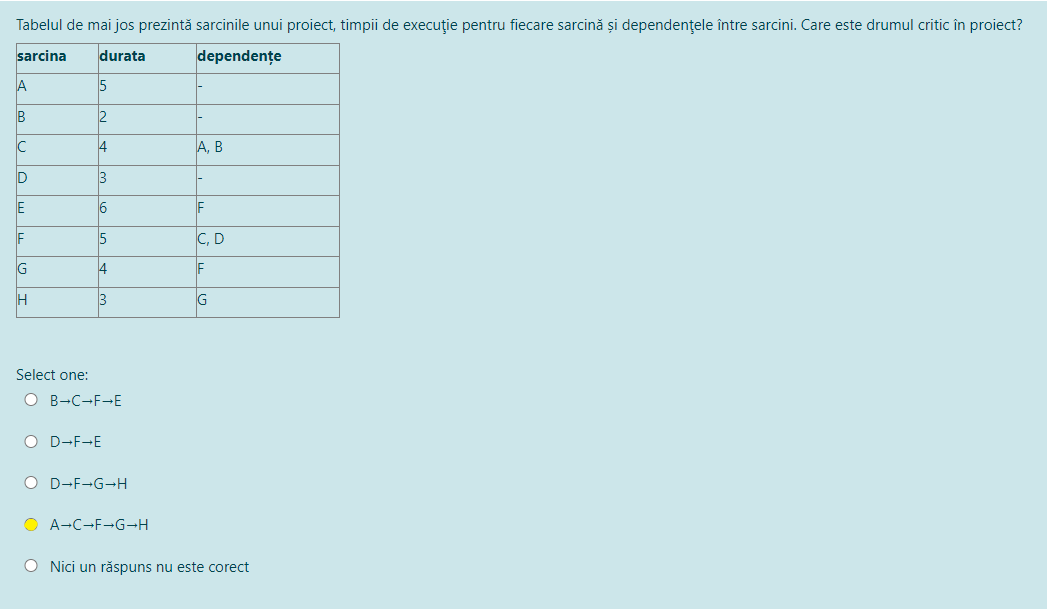 Tabelul de mai jos prezintă sarcinile unui proiect, timpii de execuţie pentru fiecare sarcină și dependenţele între sarcini. Care este drumul critic în proiect?
sarcina durata dependențe
A 5 -
B 2 -
C 4 A, B
D 3 -
E 6 F
F 5 C, D
G 4 F
H 3 G
Select one:
B→C→F→E
D→F→E
D→F→G→H
A→C→F→G→H
Nici un răspuns nu este corect